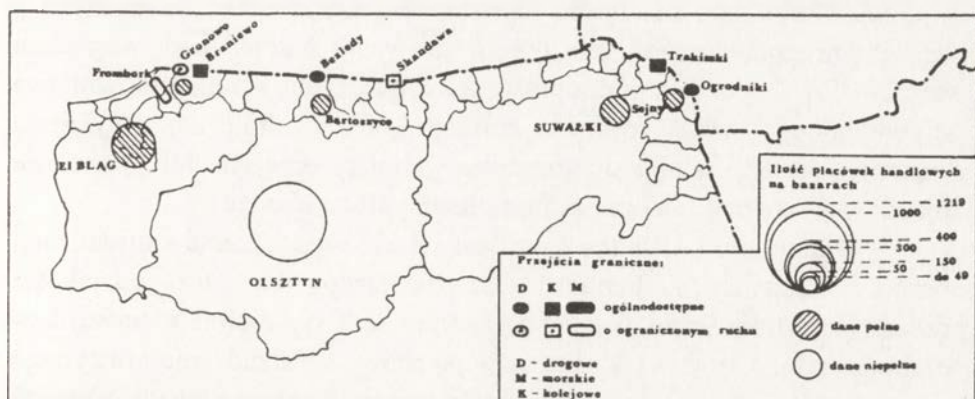 Frombork
Gronowo
Braniewo
Bezledy
Skandawa
Bartoszyce
ElBLĄG
OLSZTYN
SUWAŁKI
Sejny
Trakimki
Ogrodniki
Przejścia graniczne:
D K M
ogólnodostępne
o ograniczonym ruchu
D - drogowe
M - morskie
K - kolejowe
Ilość placówek handlowych
na bazarach
1219
1000
400
300
150
50
do 49
dane pełne
dane niepełne